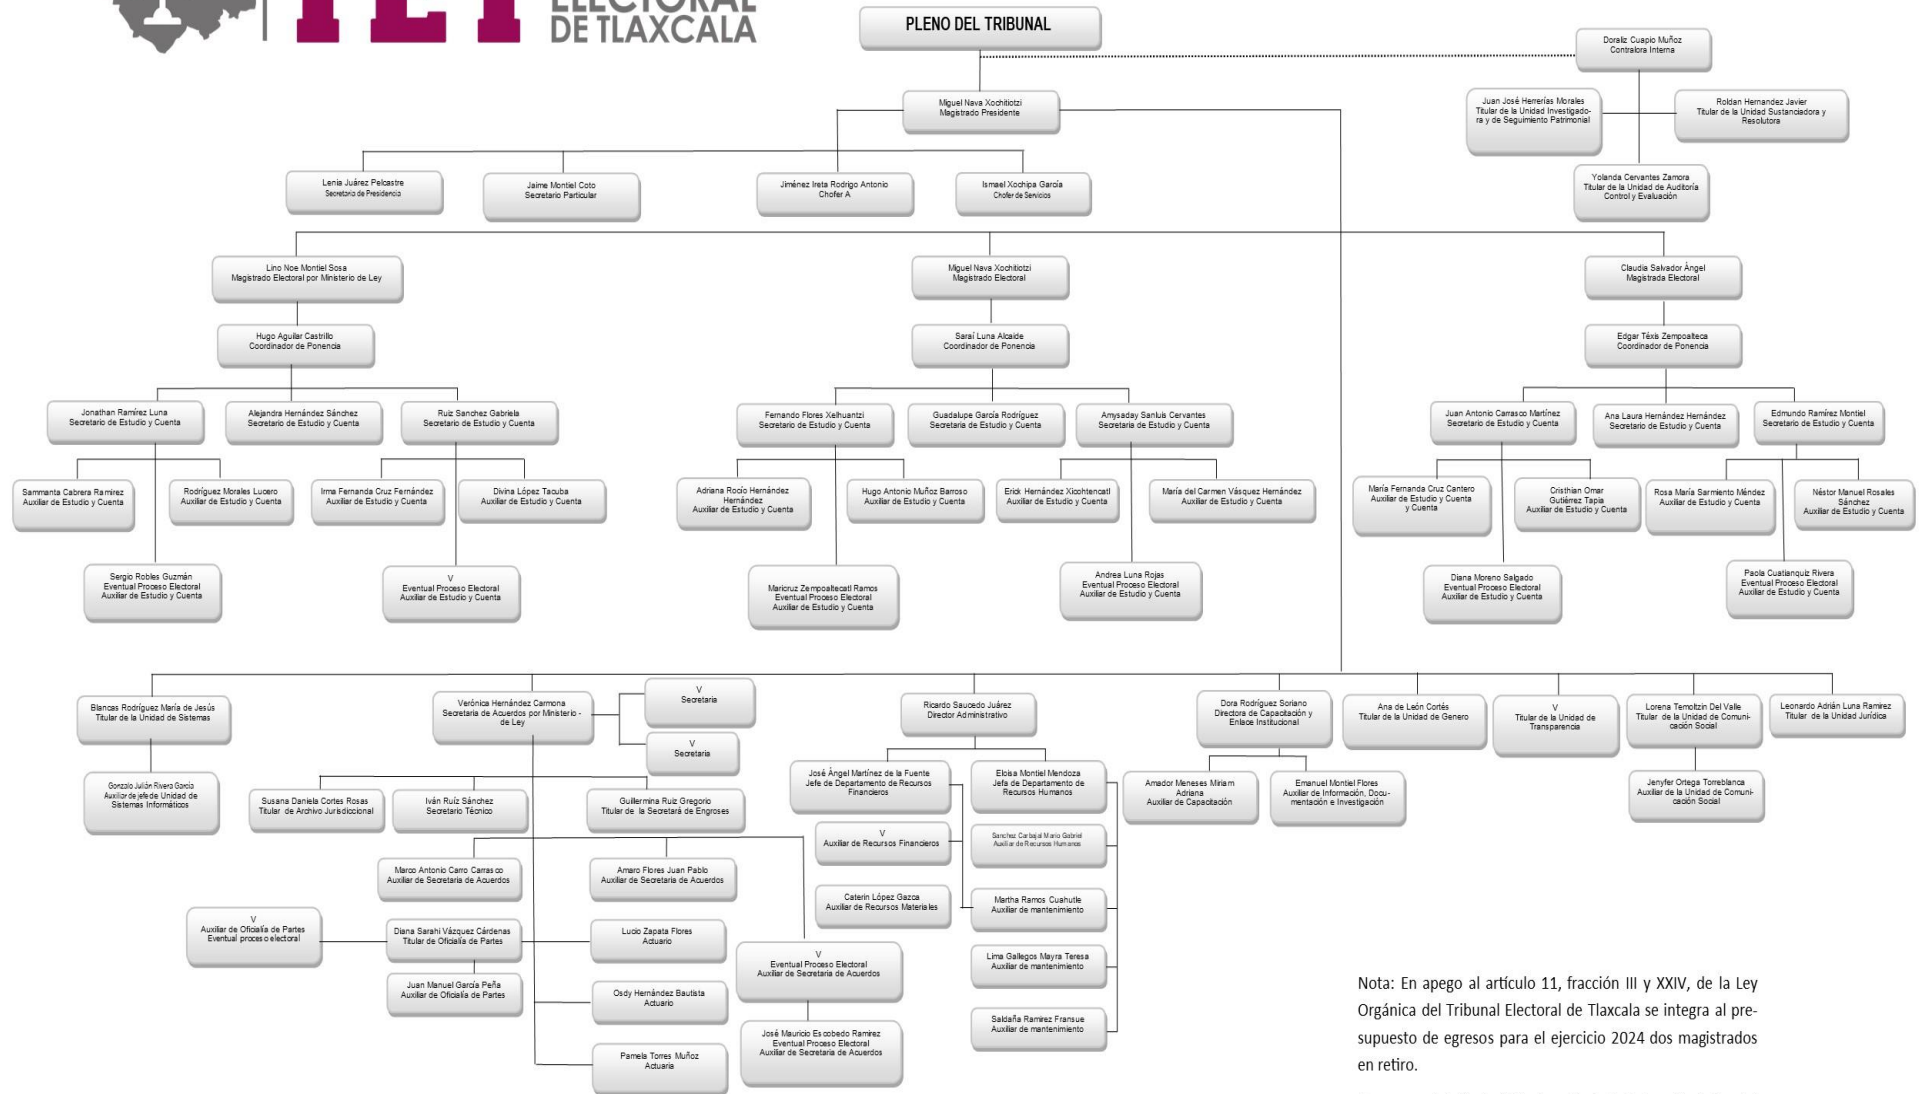 TET
ELECTORAL
DE TLAXCALA
PLENO DEL TRIBUNAL
Doraliz Cuapio Muñoz
Contralora Interna
Miguel Nava Xochitiotzi
Magistrado Presidente
Juan José Herrerías Morales
Titular de la Unidad Investigado-
ra y de Seguimiento Patrimonial
Roldan Hernandez Javier
Titular de la Unidad Sustanciadora y
Resolutora
Yolanda Cervantes Zamora
Titular de la Unidad de Auditoría
Control y Evaluación
Lenia Juárez Pelcastre
Secretaria de Presidencia
Jaime Montiel Coto
Secretario Particular
Jiménez Ireta Rodrigo Antonio
Chofer A
Ismael Xochipa García
Chofer de Servicios
Lino Noe Montiel Sosa
Magistrado Electoral por Ministerio de Ley
Miguel Nava Xochitiotzi
Magistrado Electoral
Claudia Salvador Ángel
Magistrada Electoral
Hugo Aguilar Castrillo
Coordinador de Ponencia
Saraí Luna Alcaide
Coordinador de Ponencia
Edgar Téxis Zempoalteca
Coordinador de Ponencia
Jonathan Ramírez Luna
Secretario de Estudio y Cuenta
Alejandra Hernández Sánchez
Secretario de Estudio y Cuenta
Ruiz Sanchez Gabriela
Secretario de Estudio y Cuenta
Fernando Flores Xelhuantzi
Secretario de Estudio y Cuenta
Guadalupe García Rodríguez
Secretaria de Estudio y Cuenta
Amysaday Sanluis Cervantes
Secretaria de Estudio y Cuenta
Juan Antonio Carrasco Martínez
Secretario de Estudio y Cuenta
Ana Laura Hernández Hernández
Secretario de Estudio y Cuenta
Edmundo Ramírez Montiel
Secretario de Estudio y Cuenta
Sammanta Cabrera Ramirez
Auxiliar de Estudio y Cuenta
Rodríguez Morales Lucero
Auxiliar de Estudio y Cuenta
Irma Fernanda Cruz Fernández
Auxiliar de Estudio y Cuenta
Divina López Tacuba
Auxiliar de Estudio y Cuenta
Adriana Rocío Hernández
Hernández
Auxiliar de Estudio y Cuenta
Hugo Antonio Muñoz Barroso
Auxiliar de Estudio y Cuenta
Erick Hernández Xicohtencatl
Auxiliar de Estudio y Cuenta
María del Carmen Vásquez Hernández
Auxiliar de Estudio y Cuenta
María Fernanda Cruz Cantero
Auxiliar de Estudio y Cuenta
y Cuenta
Cristhian Omar
Gutiérrez Tapia
Auxiliar de Estudio y Cuenta
Rosa María Sarmiento Méndez
Auxiliar de Estudio y Cuenta
Néstor Manuel Rosales
Sánchez
Auxiliar de Estudio y Cuenta
Sergio Robles Guzmán
Eventual Proceso Electoral
Auxiliar de Estudio y Cuenta
V
Eventual Proceso Electoral
Auxiliar de Estudio y Cuenta
Maricruz Zempoaltecatl Ramos
Eventual Proceso Electoral
Auxiliar de Estudio y Cuenta
Andrea Luna Rojas
Eventual Proceso Electoral
Auxiliar de Estudio y Cuenta
Diana Moreno Salgado
Eventual Proceso Electoral
Auxiliar de Estudio y Cuenta
Paola Cuatianquiz Rivera
Eventual Proceso Electoral
Auxiliar de Estudio y Cuenta
Blancas Rodríguez María de Jesús
Titular de la Unidad de Sistemas
Verónica Hernández Carmona
Secretaria de Acuerdos por Ministerio -
de Ley
V
Secretaria
V
Secretaria
Ricardo Saucedo Juárez
Director Administrativo
Dora Rodríguez Soriano
Directora de Capacitación y
Enlace Institucional
Ana de León Cortés
Titular de la Unidad de Genero
V
Titular de la Unidad de
Transparencia
Lorena Temoltzin Del Valle
Titular de la Unidad de Comuni-
cación Social
Leonardo Adrián Luna Ramirez
Titular de la Unidad Jurídica
Gonzalo Julián Rivera García
Auxiliar de jefe de Unidad de
Sistemas Informáticos
Susana Daniela Cortes Rosas
Titular de Archivo Jurisdiccional
Iván Ruíz Sánchez
Secretario Técnico
Guillermina Ruiz Gregorio
Titular de la Secretará de Engroses
José Ángel Martínez de la Fuente
Jefe de Departamento de Recursos
Financieros
Eloisa Montiel Mendoza
Jefa de Departamento de
Recursos Humanos
Amador Meneses Miriam
Adriana
Auxiliar de Capacitación
Emanuel Montiel Flores
Auxiliar de Información, Docu-
mentación e Investigación
Jenyfer Ortega Torreblanca
Auxiliar de la Unidad de Comuni-
cación Social
V
Auxiliar de Recursos Financieros
Sanchez Carbajal Mario Gabriel
Auxiliar de Recursos Humanos
Marco Antonio Carro Carrasco
Auxiliar de Secretaria de Acuerdos
Amaro Flores Juan Pablo
Auxiliar de Secretaria de Acuerdos
Caterin López Gazca
Auxiliar de Recursos Materiales
Martha Ramos Cuahutle
Auxiliar de mantenimiento
V
Auxiliar de Oficialía de Partes
Eventual proceso electoral
Diana Sarahi Vázquez Cárdenas
Titular de Oficialía de Partes
Lucio Zapata Flores
Actuario
V
Eventual Proceso Electoral
Auxiliar de Secretaria de Acuerdos
Lima Gallegos Mayra Teresa
Auxiliar de mantenimiento
Juan Manuel García Peña
Auxiliar de Oficialía de Partes
Osdy Hernández Bautista
Actuario
José Mauricio Escobedo Ramirez
Eventual Proceso Electoral
Auxiliar de Secretaria de Acuerdos
Saldaña Ramirez Fransue
Auxiliar de mantenimiento
Pamela Torres Muñoz
Actuaria
Nota: En apego al artículo 11, fracción III y XXIV, de la Ley
Orgánica del Tribunal Electoral de Tlaxcala se integra al pre-
supuesto de egresos para el ejercicio 2024 dos magistrados
en retiro.